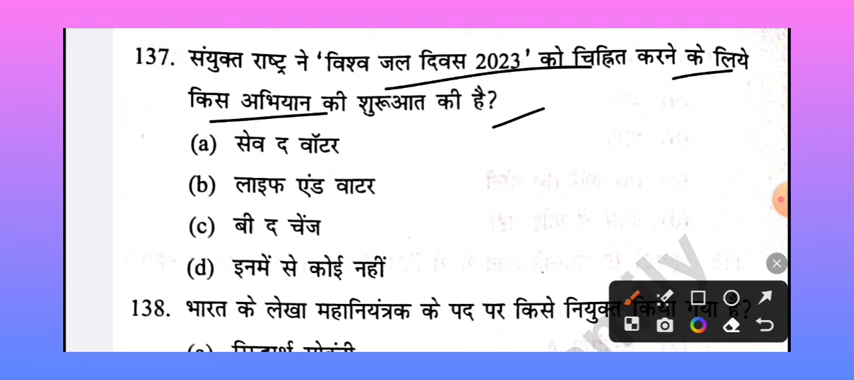 137. संयुक्त राष्ट्र ने ‘विश्व जल दिवस 2023’ को चिह्नित करने के लिये
किस अभियान की शुरूआत की है?
(a) सेव द वॉटर
(b) लाइफ एंड वाटर
(c) बी द चेंज
(d) इनमें से कोई नहीं
138. भारत के लेखा महानियंत्रक के पद पर किसे नियुक्त किया गया है?
(a)